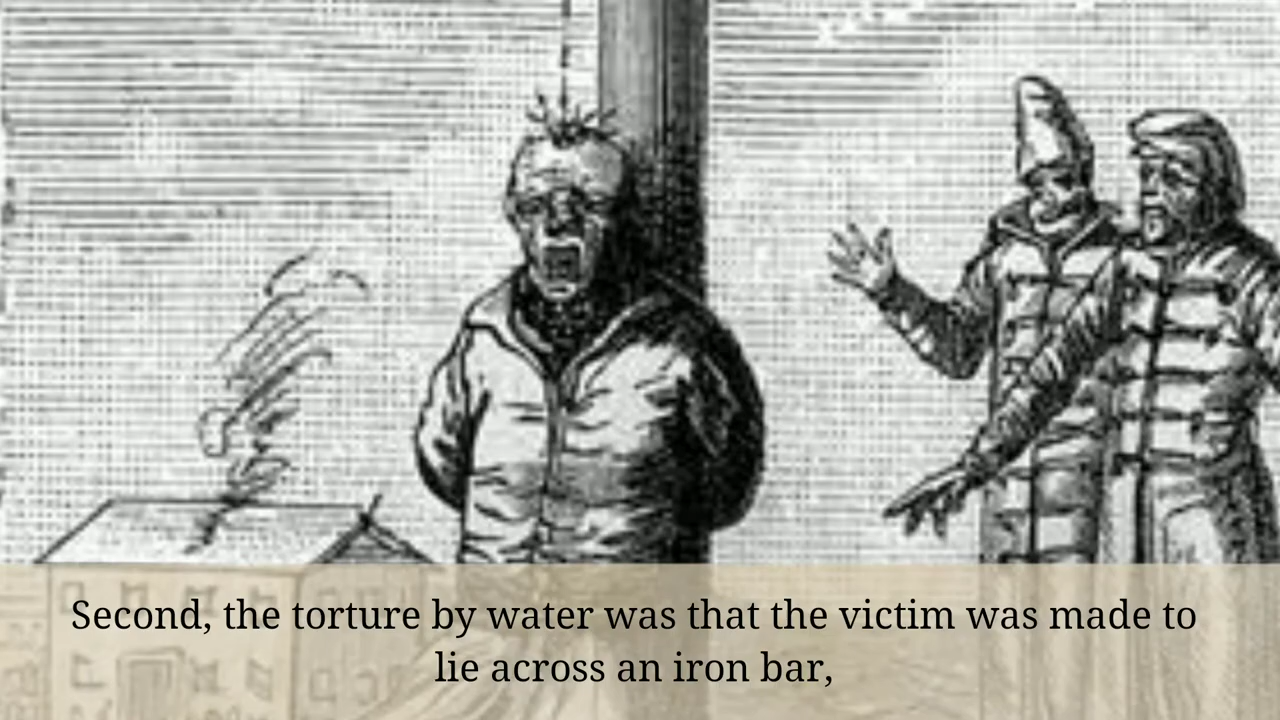 Second, the torture by water was that the victim was made to
lie across an iron bar,